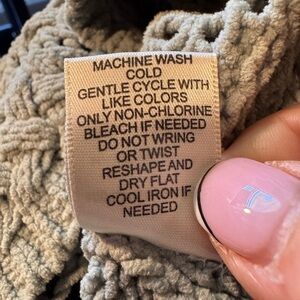 MACHINE WASH
COLD
GENTLE CYCLE WITH
LIKE COLORS
ONLY NON-CHLORINE
BLEACH IF NEEDED
DO NOT WRING
OR TWIST
RESHAPE AND
DRY FLAT
COOL IRON IF
NEEDED